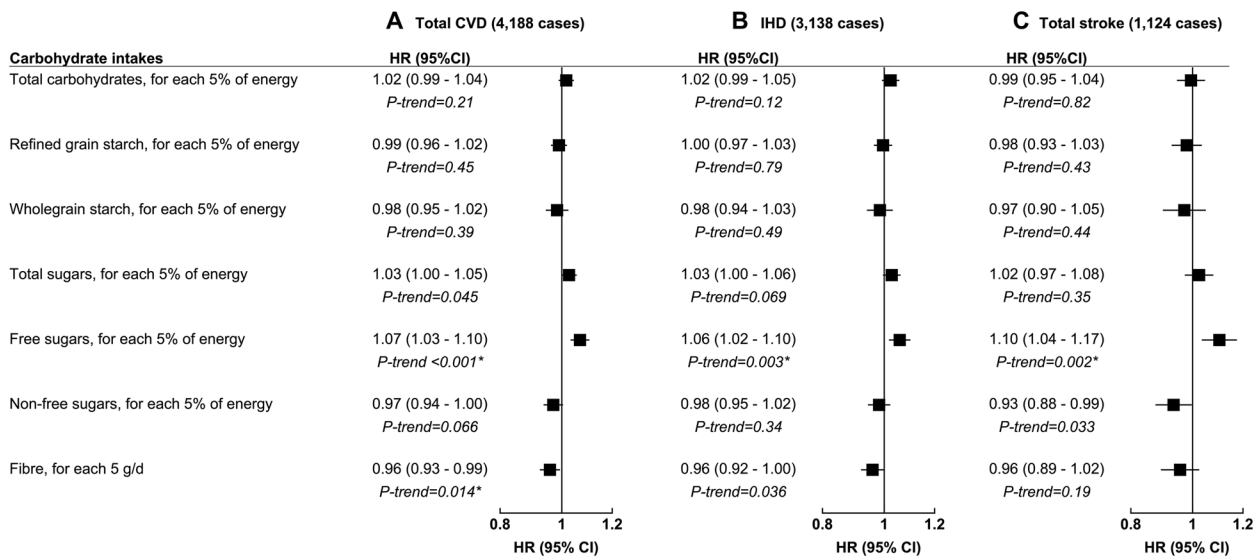 A Total CVD (4,188 cases) B IHD (3,138 cases) C Total stroke (1,124 cases)
Carbohydrate intakes HR (95%CI) HR (95%CI) HR (95%CI)
Total carbohydrates, for each 5% of energy 1.02 (0.99 - 1.04) 1.02 (0.99 - 1.05) 0.99 (0.95 - 1.04)
P-trend=0.21 P-trend=0.12 P-trend=0.82
Refined grain starch, for each 5% of energy 0.99 (0.96 - 1.02) 1.00 (0.97 - 1.03) 0.98 (0.93 - 1.03)
P-trend=0.45 P-trend=0.79 P-trend=0.43
Wholegrain starch, for each 5% of energy 0.98 (0.95 - 1.02) 0.98 (0.94 - 1.03) 0.97 (0.90 - 1.05)
P-trend=0.39 P-trend=0.49 P-trend=0.44
Total sugars, for each 5% of energy 1.03 (1.00 - 1.05) 1.03 (1.00 - 1.06) 1.02 (0.97 - 1.08)
P-trend=0.045 P-trend=0.069 P-trend=0.35
Free sugars, for each 5% of energy 1.07 (1.03 - 1.10) 1.06 (1.02 - 1.10) 1.10 (1.04 - 1.17)
P-trend <0.001* P-trend=0.003* P-trend=0.002*
Non-free sugars, for each 5% of energy 0.97 (0.94 - 1.00) 0.98 (0.95 - 1.02) 0.93 (0.88 - 0.99)
P-trend=0.066 P-trend=0.34 P-trend=0.033
Fibre, for each 5 g/d 0.96 (0.93 - 0.99) 0.96 (0.92 - 1.00) 0.96 (0.89 - 1.02)
P-trend=0.014* P-trend=0.036 P-trend=0.19
0.8 1 1.2 0.8 1 1.2 0.8 1 1.2
HR (95% CI) HR (95% CI) HR (95% CI)